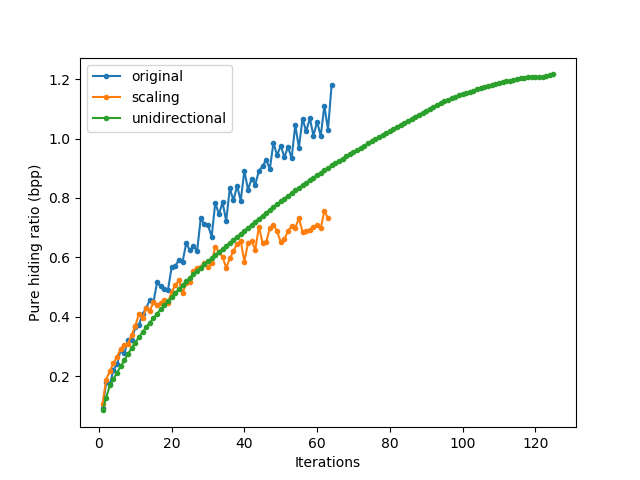 original
scaling
unidirectional
Pure hiding ratio (bpp)
1.2
1.0
0.8
0.6
0.4
0.2
0 20 40 60 80 100 120
Iterations